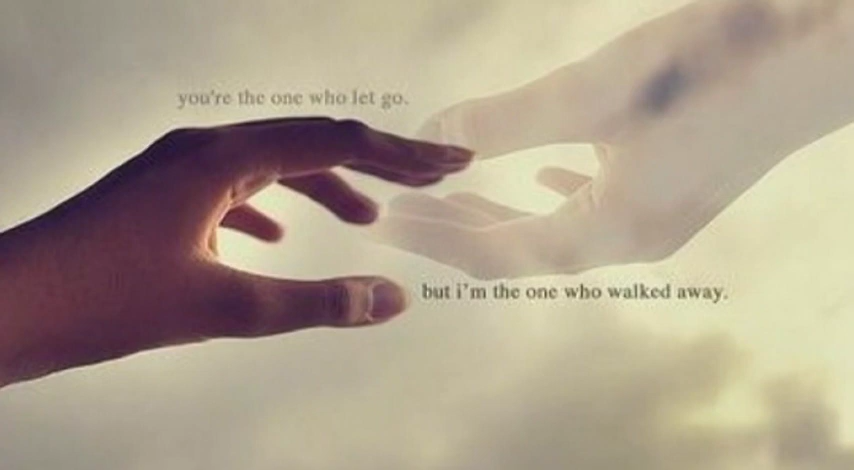 you're the one who let go.
but i'm the one who walked away.